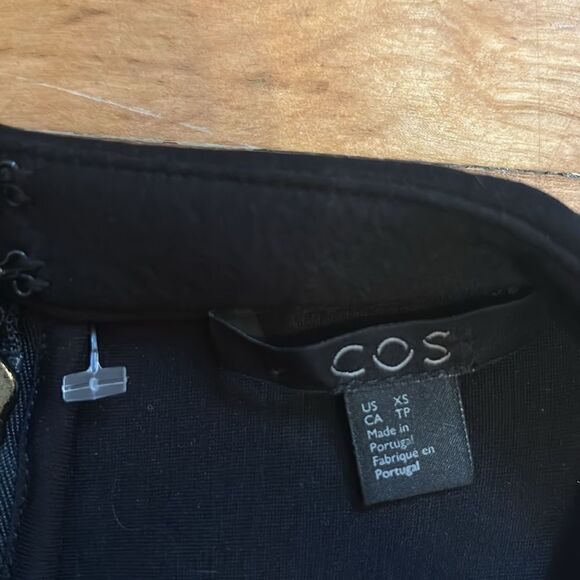 COS
US XS
CA TP
Made in
Portugal
Fabriqué en
Portugal